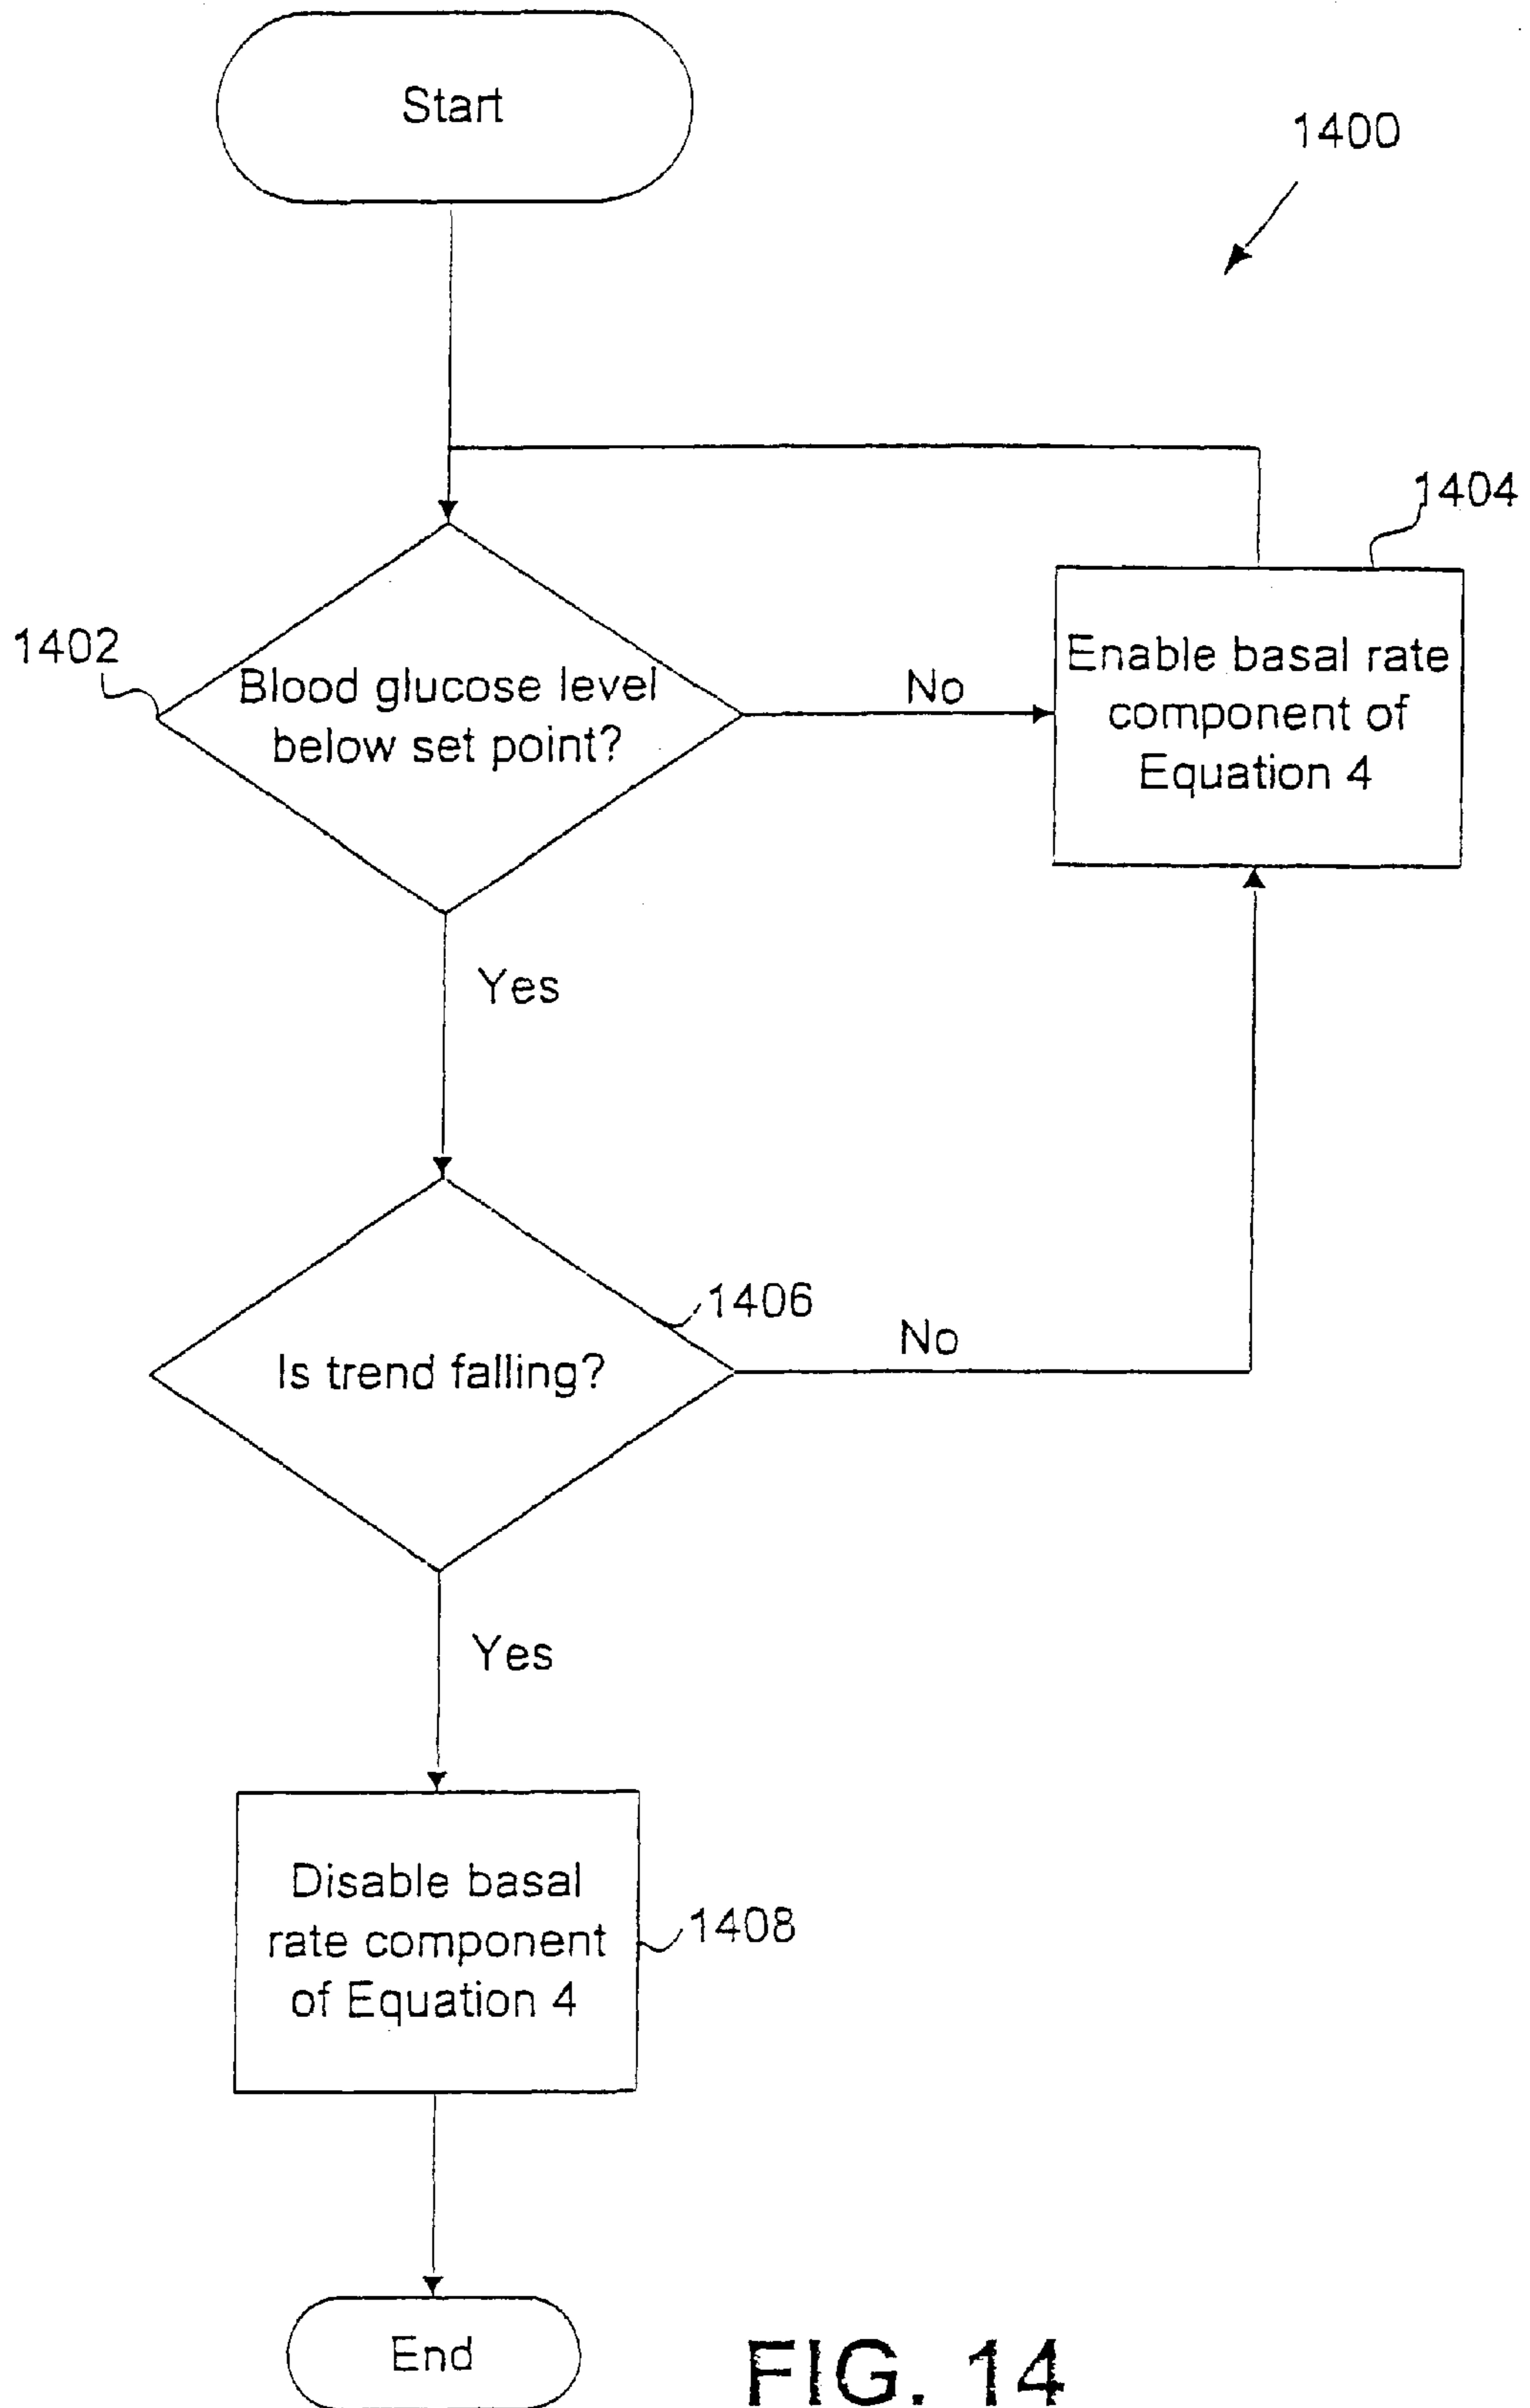 Start
1400
1404
1402
Blood glucose level
below set point?
No
Enable basal rate
component of
Equation 4
Yes
1406
Is trend falling?
No
Yes
Disable basal
rate component
of Equation 4
1408
End
FIG. 14